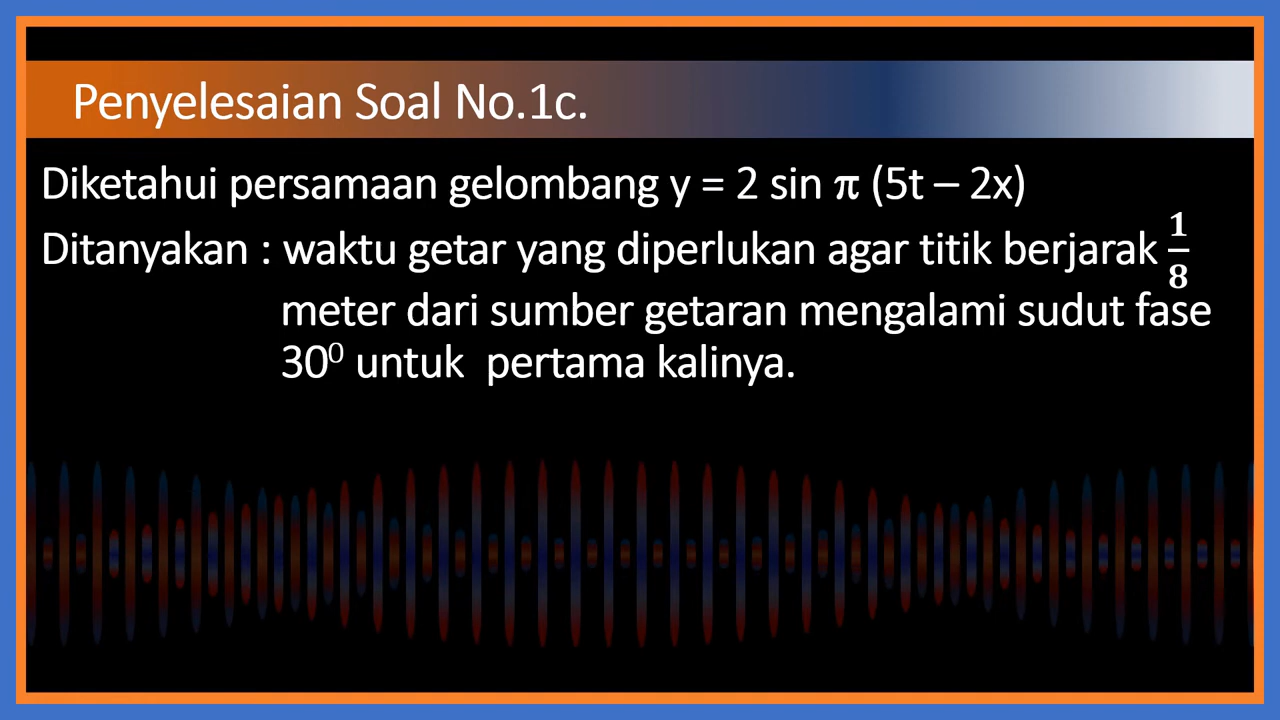 Penyelesaian Soal No.1c.
Diketahui persamaan gelombang y = 2 sin π (5t – 2x)
Ditanyakan : waktu getar yang diperlukan agar titik berjarak 1/8
meter dari sumber getaran mengalami sudut fase
30⁰ untuk pertama kalinya.